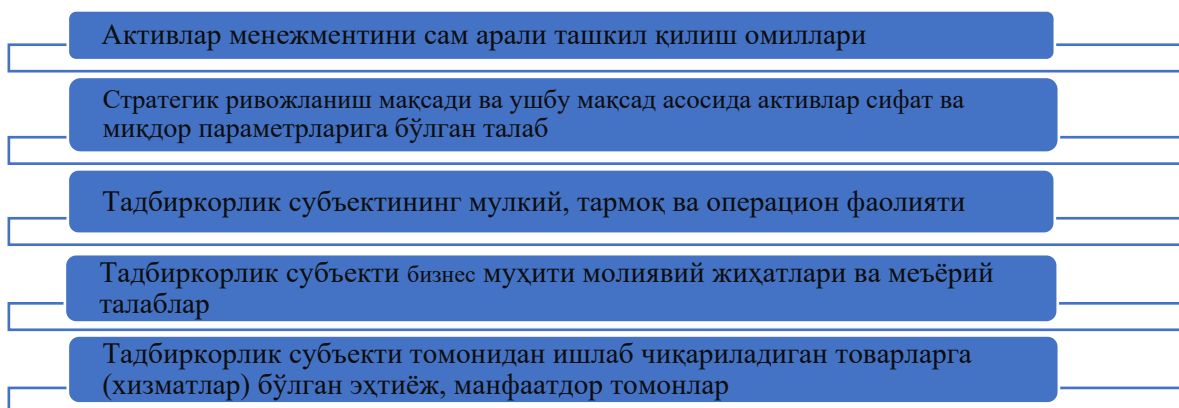 Активлар менежментини сам арали ташкил қилиш омиллари
Стратегик ривожланиш мақсади ва ушбу мақсад асосида активлар сифат ва
миқдор параметрларига бўлган талаб
Тадбиркорлик субъектининг мулкий, тармоқ ва операцион фаолияти
Тадбиркорлик субъекти бизнес муҳити молиявий жиҳатлари ва меъёрий
талаблар
Тадбиркорлик субъекти томонидан ишлаб чиқариладиган товарларга
(хизматлар) бўлган эҳтиёж, манфаатдор томонлар